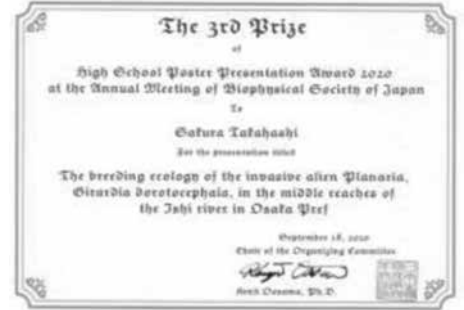 The 3rd Prize
of
High School Poster Presentation Award 2020
at the Annual Meeting of Biophysical Society of Japan
To
Sakura Takahashi
For the presentation titled
The breeding ecology of the invasive alien Planaria,
Girardia dorotocephala, in the middle reaches of
the Ishi river in Osaka Pref
September 18, 2020
Chair of the Organizing Committee
Ph.D.